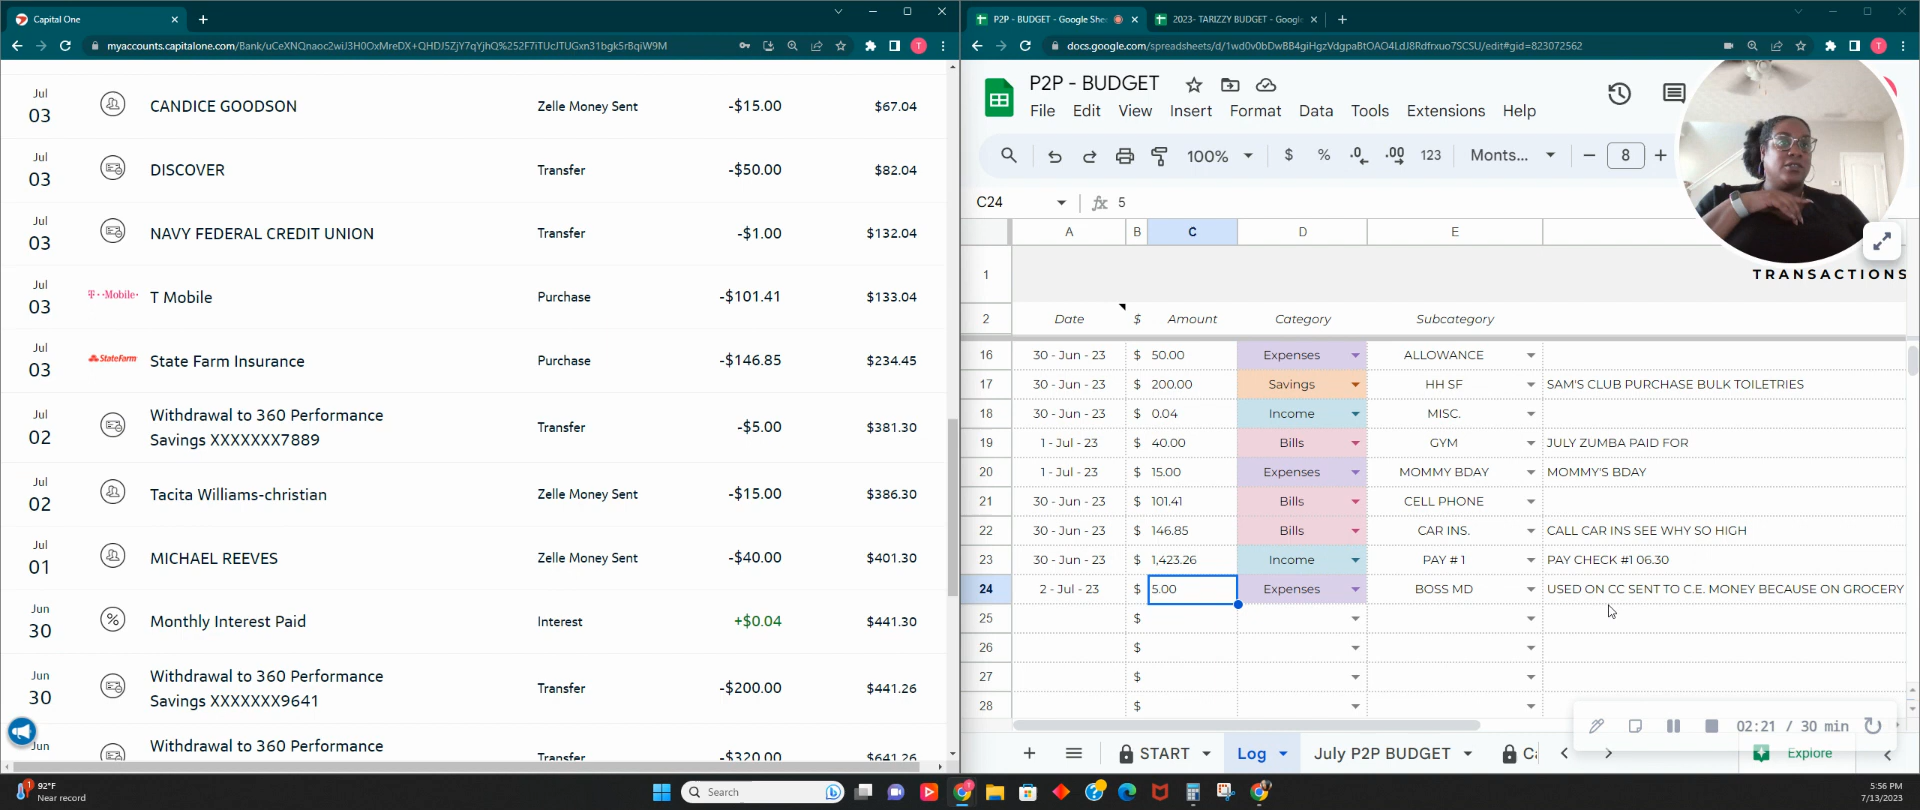 Capital One
P2P - BUDGET - Google She
2023- TARIZZY BUDGET - Google
T
docs.google.com/spreadsheets/d/1wd0v0bDwBB4giHgzVdgpaBtOAO4LdJ8Rdfrxuo7SCSU/edit#gid=823072562
T
P2P - BUDGET
File Edit View Insert Format Data Tools Extensions Help
100% $ % .0 .00 123 Monts... 8
C24 fx 5
A B C D E
1 TRANSACTIONS
2 Date $ Amount Category Subcategory
16 30 - Jun - 23 $ 50.00 Expenses ALLOWANCE
17 30 - Jun - 23 $ 200.00 Savings HH SF SAM'S CLUB PURCHASE BULK TOILETRIES
18 30 - Jun - 23 $ 0.04 Income MISC.
19 1 - Jul - 23 $ 40.00 Bills GYM JULY ZUMBA PAID FOR
20 1 - Jul - 23 $ 15.00 Expenses MOMMY BDAY MOMMY'S BDAY
21 30 - Jun - 23 $ 101.41 Bills CELL PHONE
22 30 - Jun - 23 $ 146.85 Bills CAR INS. CALL CAR INS SEE WHY SO HIGH
23 30 - Jun - 23 $ 1,423.26 Income PAY # 1 PAY CHECK #1 06.30
24 2 - Jul - 23 $ 5.00 Expenses BOSS MD USED ON CC SENT TO C.E. MONEY BECAUSE ON GROCERY
25 $
26 $
27 $
28 $
02:21 / 30 min
START Log July P2P BUDGET Ca Explore
Jul
03 CANDICE GOODSON Zelle Money Sent -$15.00 $67.04
Jul
03 DISCOVER Transfer -$50.00 $82.04
Jul
03 NAVY FEDERAL CREDIT UNION Transfer -$1.00 $132.04
Jul
03 T-Mobile T Mobile Purchase -$101.41 $133.04
Jul
03 StateFarm State Farm Insurance Purchase -$146.85 $234.45
Jul
02 Withdrawal to 360 Performance
Savings XXXXXXX7889 Transfer -$5.00 $381.30
Jul
02 Tacita Williams-christian Zelle Money Sent -$15.00 $386.30
Jul
01 MICHAEL REEVES Zelle Money Sent -$40.00 $401.30
Jun
30 Monthly Interest Paid Interest +$0.04 $441.30
Jun
30 Withdrawal to 360 Performance
Savings XXXXXXX9641 Transfer -$200.00 $441.26
Jun
Withdrawal to 360 Performance
Transfer -$320.00 $641.26
92°F
Near record
Search
5:56 PM
7/13/2023